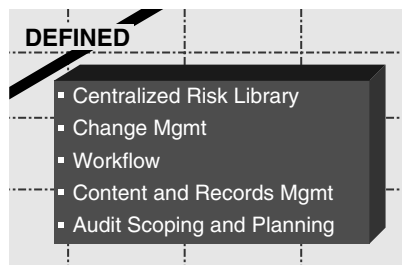 DEFINED
▪ Centralized Risk Library
▪ Change Mgmt
▪ Workflow
▪ Content and Records Mgmt
▪ Audit Scoping and Planning